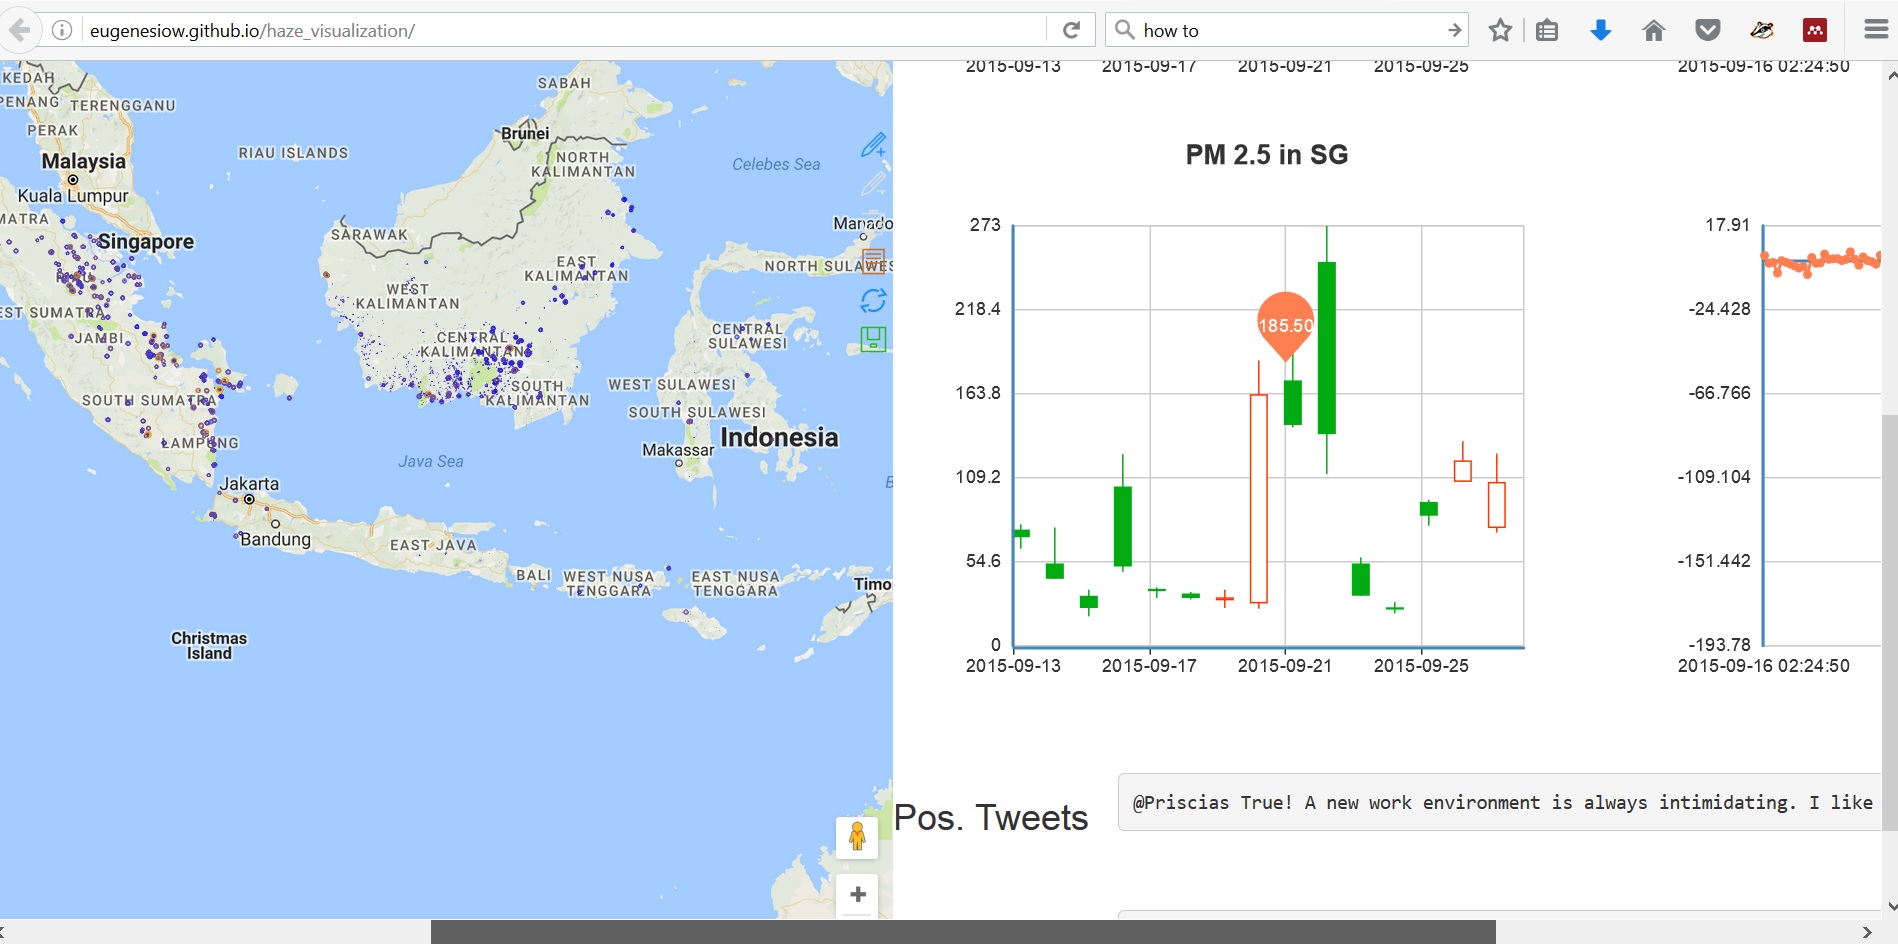 eugenesiow.github.io/haze_visualization/
how to
KEDAH
PENANG
TERENGGANU
PERAK
Malaysia
Kuala Lumpur
Singapore
JAMBI
SOUTH SUMATRA
LAMPUNG
Jakarta
Bandung
EAST JAVA
BALI
WEST NUSA
TENGGARA
EAST NUSA
TENGGARA
Christmas
Island
RIAU ISLANDS
SABAH
Brunei
NORTH
KALIMANTAN
SARAWAK
EAST
KALIMANTAN
WEST
KALIMANTAN
CENTRAL
KALIMANTAN
SOUTH
KALIMANTAN
Java Sea
Celebes Sea
Manado
NORTH SULAWES
CENTRAL
SULAWESI
WEST SULAWESI
SOUTH SULAWESI
Makassar
Indonesia
Timo
2015-09-13 2015-09-17 2015-09-21 2015-09-25
2015-09-16 02:24:50
PM 2.5 in SG
273
218.4
163.8
109.2
54.6
0
185.50
2015-09-13 2015-09-17 2015-09-21 2015-09-25
17.91
-24.428
-66.766
-109.104
-151.442
-193.78
2015-09-16 02:24:50
Pos. Tweets
@Priscias True! A new work environment is always intimidating. I like